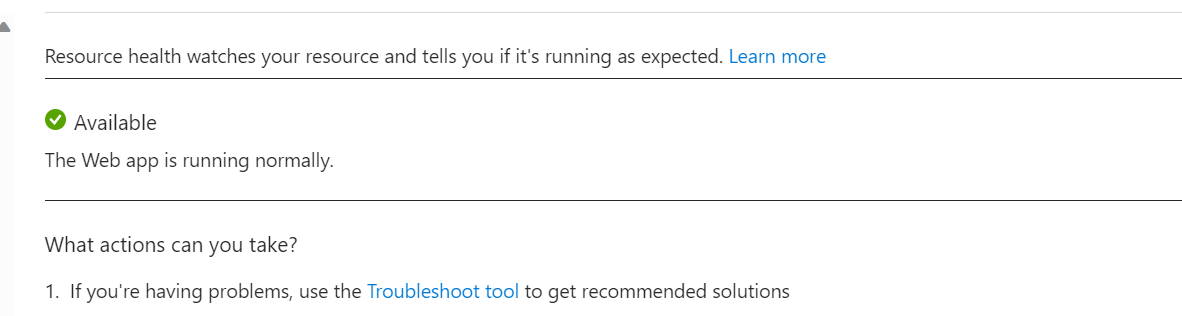 Resource health watches your resource and tells you if it's running as expected. Learn more
Available
The Web app is running normally.
What actions can you take?
1. If you're having problems, use the Troubleshoot tool to get recommended solutions